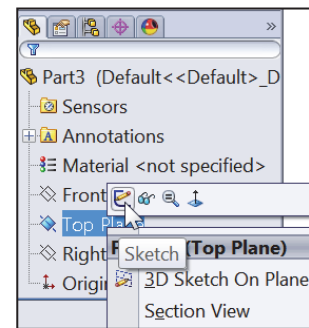 Part3 (Default<<Default>_D
Sensors
Annotations
Material <not specified>
Front
Top Plane
(Top Plane)
Right
Sketch
Origi
3D Sketch On Plane
Section View